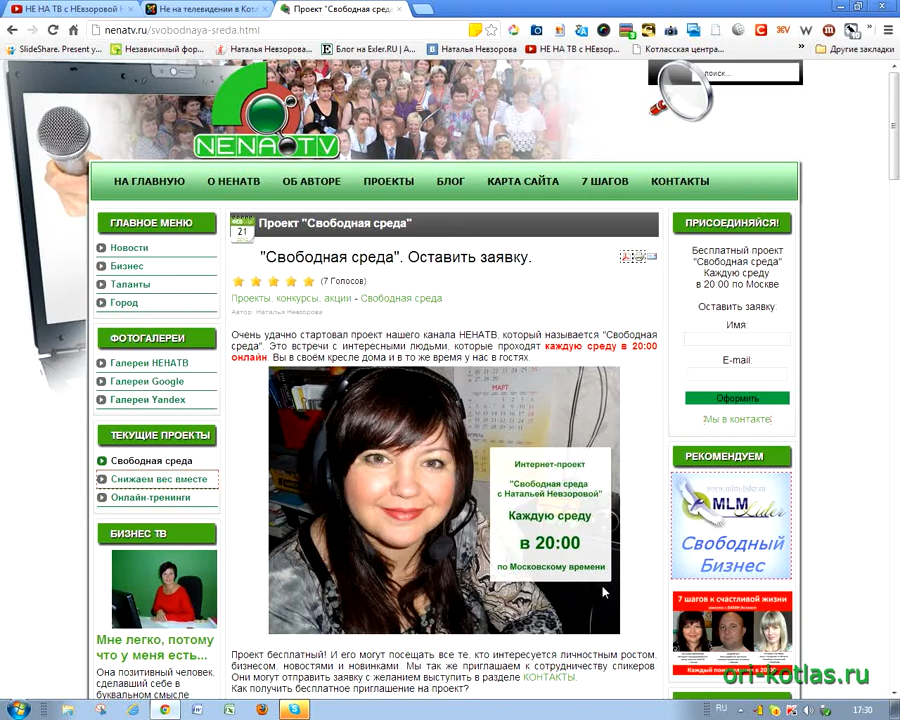 НЕ НА ТВ с НЕвзоровой Н
Не на телевидении в Котл
Проект "Свободная сред
nenatv.ru/svobodnaya-sreda.html
SlideShare. Present y...
Независимый фор...
Наталья Невзорова...
Блог на Exler.RU | A...
Наталья Невзорова
НЕ НА ТВ с НЕвзор...
Котласская центра...
Другие закладки
поиск...
NENATV
НА ГЛАВНУЮ О НЕНАТВ ОБ АВТОРЕ ПРОЕКТЫ БЛОГ КАРТА САЙТА 7 ШАГОВ КОНТАКТЫ
ГЛАВНОЕ МЕНЮ
Новости
Бизнес
Таланты
Город
ФОТОГАЛЕРЕИ
Галереи НЕНАТВ
Галереи Google
Галереи Yandex
ТЕКУЩИЕ ПРОЕКТЫ
Свободная среда
Снижаем вес вместе
Онлайн-тренинги
БИЗНЕС ТВ
Мне легко, потому
что у меня есть...
Она позитивный человек,
сделавший себе в
буквальном смысле
21
Проект "Свободная среда"
"Свободная среда". Оставить заявку.
(7 Голосов)
Проекты, конкурсы, акции - Свободная среда
Автор: Наталья Невзорова
Очень удачно стартовал проект нашего канала НЕНАТВ, который называется "Свободная
среда". Это встречи с интересными людьми, которые проходят каждую среду в 20:00
онлайн. Вы в своём кресле дома и в то же время у нас в гостях.
МАРТ
Интернет-проект
"Свободная среда
с Натальей Невзоровой"
Каждую среду
в 20:00
по Московскому времени
Проект бесплатный! И его могут посещать все те, кто интересуется личностным ростом,
бизнесом, новостями и новинками. Мы так же приглашаем к сотрудничеству спикеров.
Они могут отправить заявку с желанием выступить в разделе КОНТАКТЫ.
Как получить бесплатное приглашение на проект?
ПРИСОЕДИНЯЙСЯ!
Бесплатный проект
"Свободная среда"
Каждую среду
в 20:00 по Москве
Оставить заявку:
Имя:
E-mail:
Оформить
Мы в контакте!
РЕКОМЕНДУЕМ
www.mlm-lider.ru
MLM Lider
Свободный
Бизнес
7 шагов к счастливой жизни
ori-kotlas.ru
RU
17:30